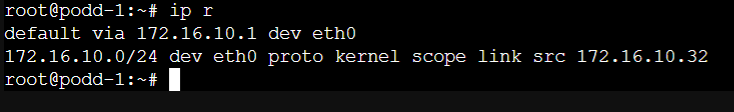 root@podd-1:~# ip r
default via 172.16.10.1 dev eth0
172.16.10.0/24 dev eth0 proto kernel scope link src 172.16.10.32
root@podd-1:~#